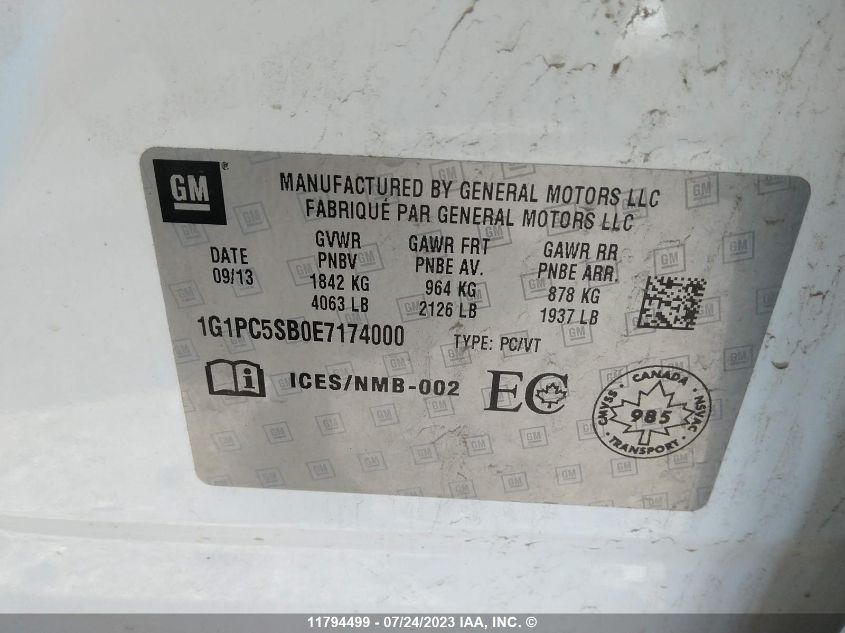 GM
MANUFACTURED BY GENERAL MOTORS LLC
FABRIQUÉ PAR GENERAL MOTORS LLC
DATE
09/13
GVWR
PNBV
1842 KG
4063 LB
GAWR FRT
PNBE AV.
964 KG
2126 LB
GAWR RR
PNBE ARR.
878 KG
1937 LB
1G1PC5SB0E7174000
TYPE: PC/VT
i ICES/NMB-002 EC
CANADA
CMVSS 985 NSVAC
TRANSPORT
11794499 - 07/24/2023 IAA, INC. ©